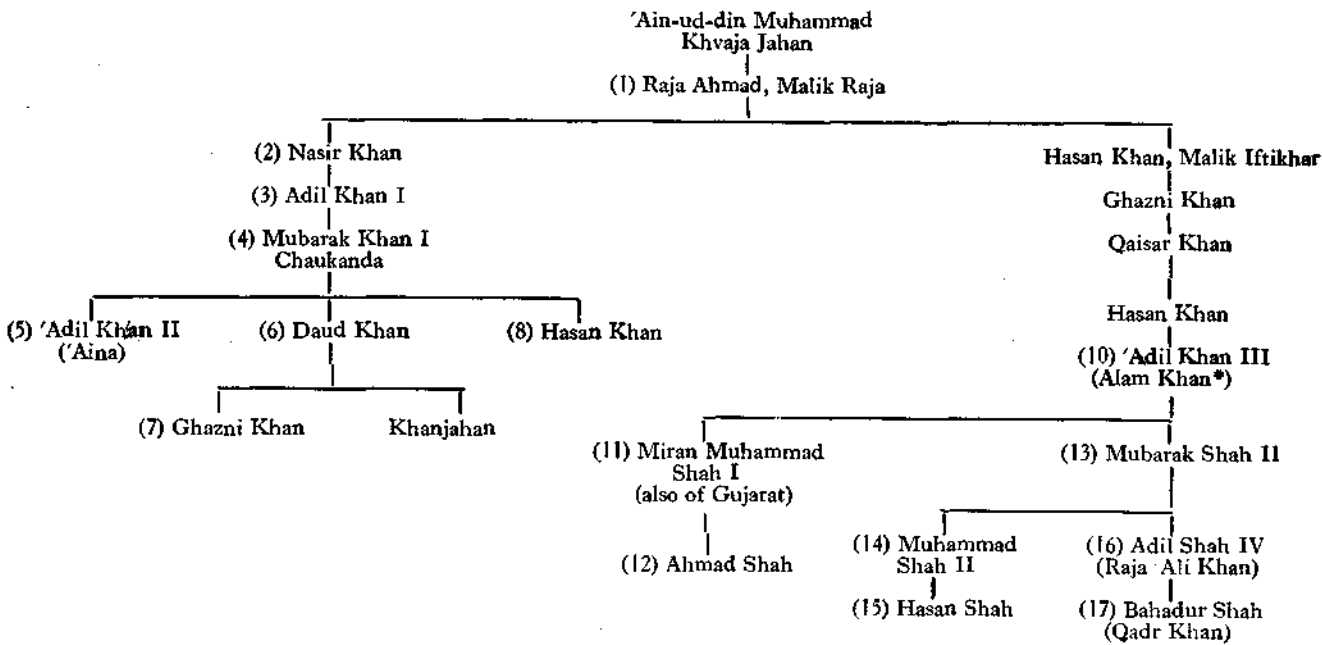 'Ain-ud-din Muhammad
Khvaja Jahan
(1) Raja Ahmad, Malik Raja
(2) Nasir Khan
Hasan Khan, Malik Iftikhar
(3) Adil Khan I
Ghazni Khan
(4) Mubarak Khan I
Chaukanda
Qaisar Khan
(5) 'Adil Khan II
('Aina)
(6) Daud Khan
(8) Hasan Khan
Hasan Khan
(10) 'Adil Khan III
(Alam Khan*)
(7) Ghazni Khan
Khanjahan
(11) Miran Muhammad
Shah I
(also of Gujarat)
(13) Mubarak Shah II
(12) Ahmad Shah
(14) Muhammad
Shah II
(16) Adil Shah IV
(Raja Ali Khan)
(15) Hasan Shah
(17) Bahadur Shah
(Qadr Khan)